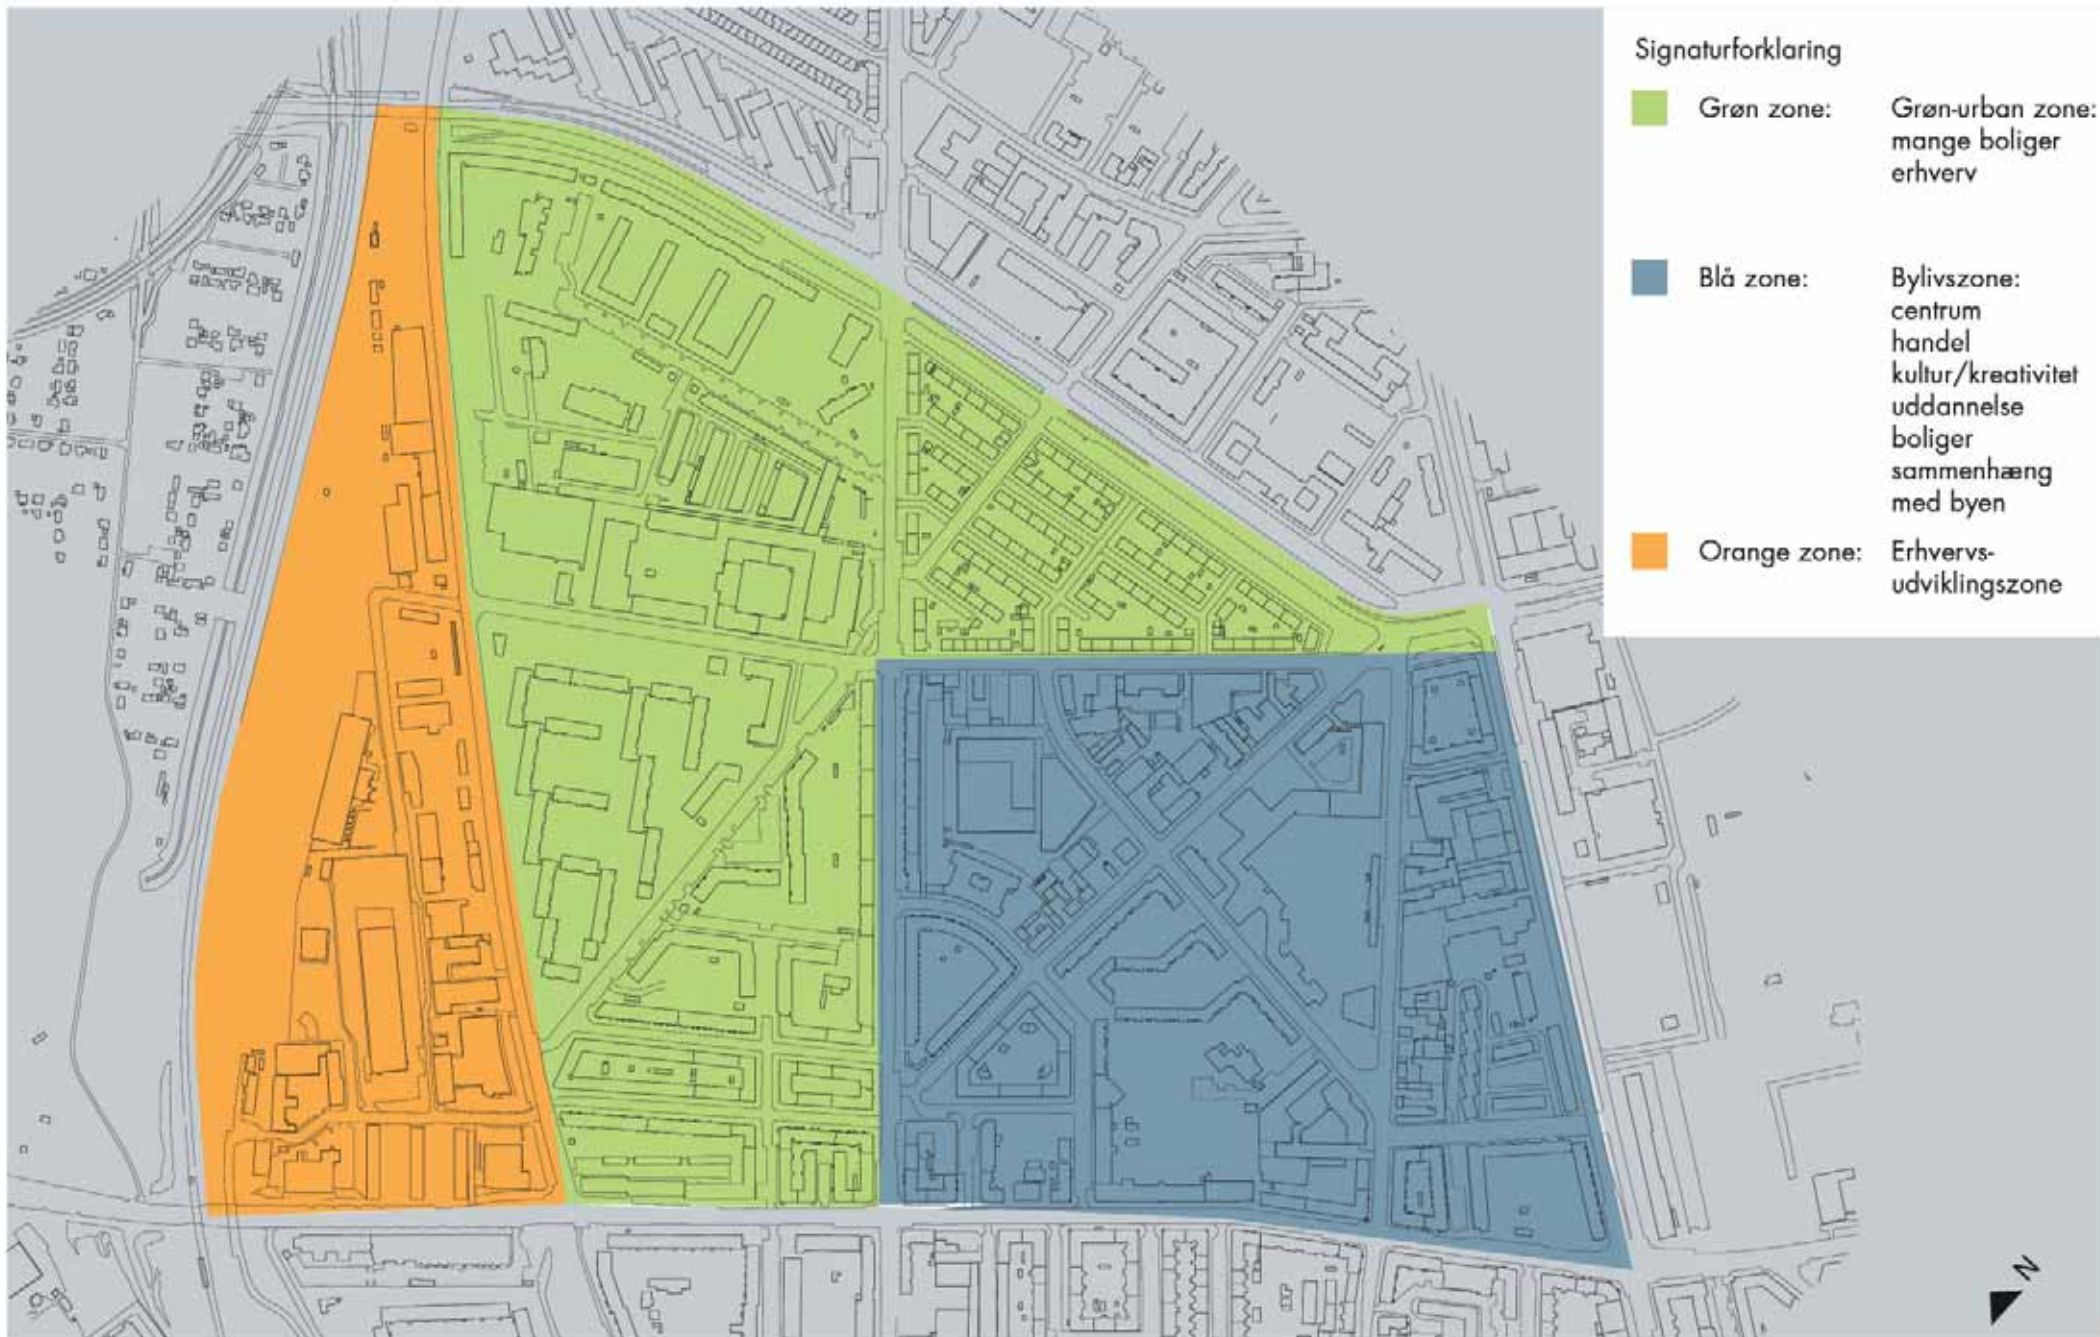 Signaturforklaring
Grøn zone: Grøn-urban zone:
mange boliger
erhverv
Blå zone: Bylivszone:
centrum
handel
kultur/kreativitet
uddannelse
boliger
sammenhæng
med byen
Orange zone: Erhvervs-
udviklingszone
N